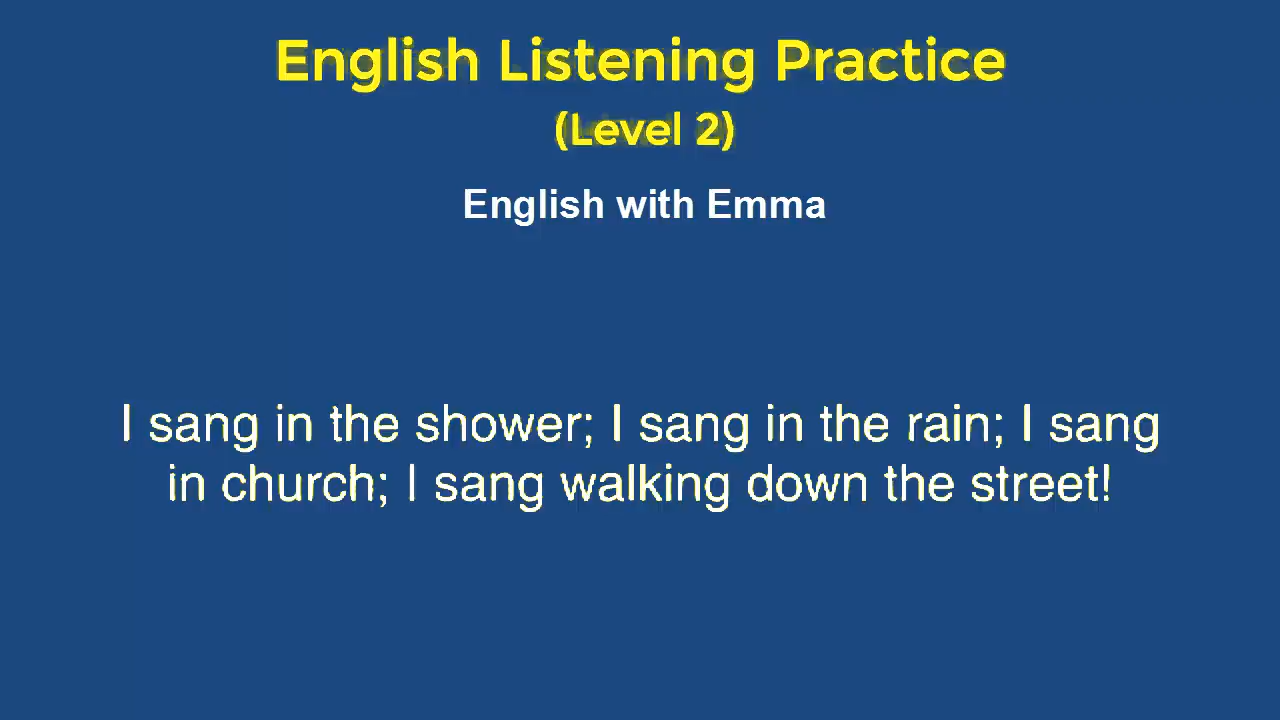 English Listening Practice
(Level 2)
English with Emma
I sang in the shower; I sang in the rain; I sang
in church; I sang walking down the street!